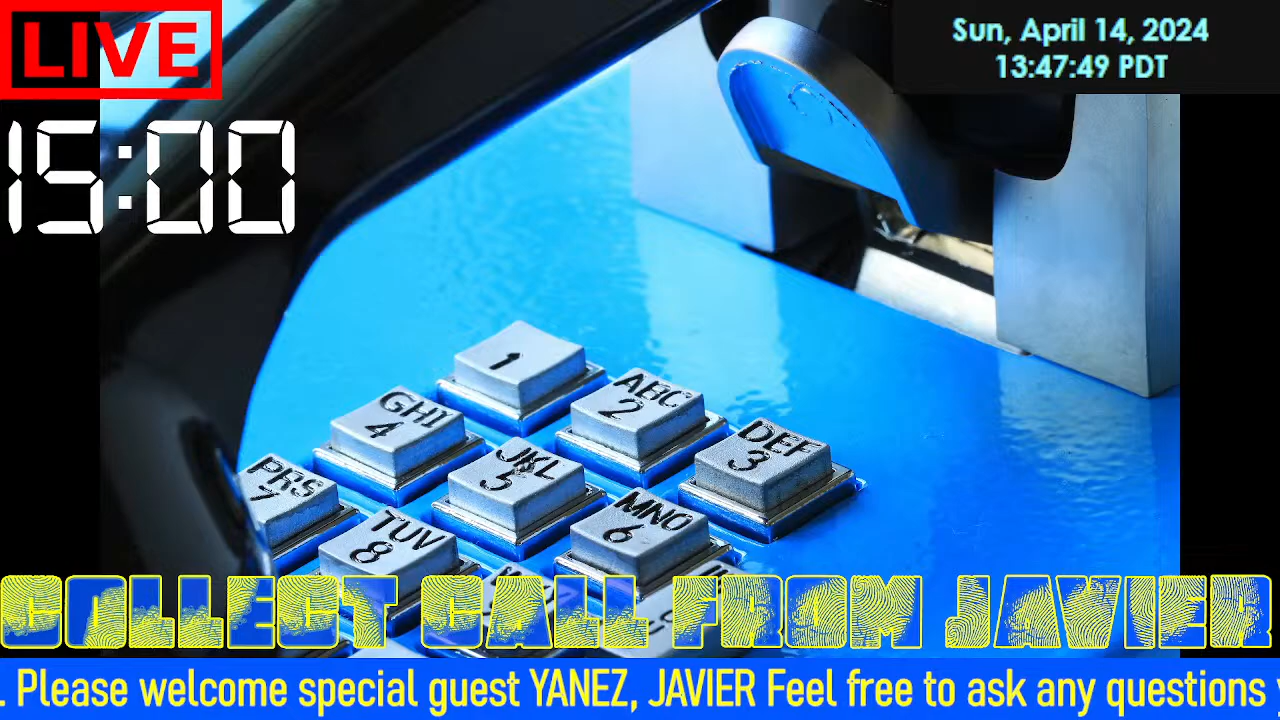 LIVE
Sun, April 14, 2024
13:47:49 PDT
15:00
1
ABC
2
DEF
3
GHI
4
JKL
5
MNO
6
PRS
7
TUV
8
COLLECT CALL FROM JAVIER
. Please welcome special guest YANEZ, JAVIER Feel free to ask any questions